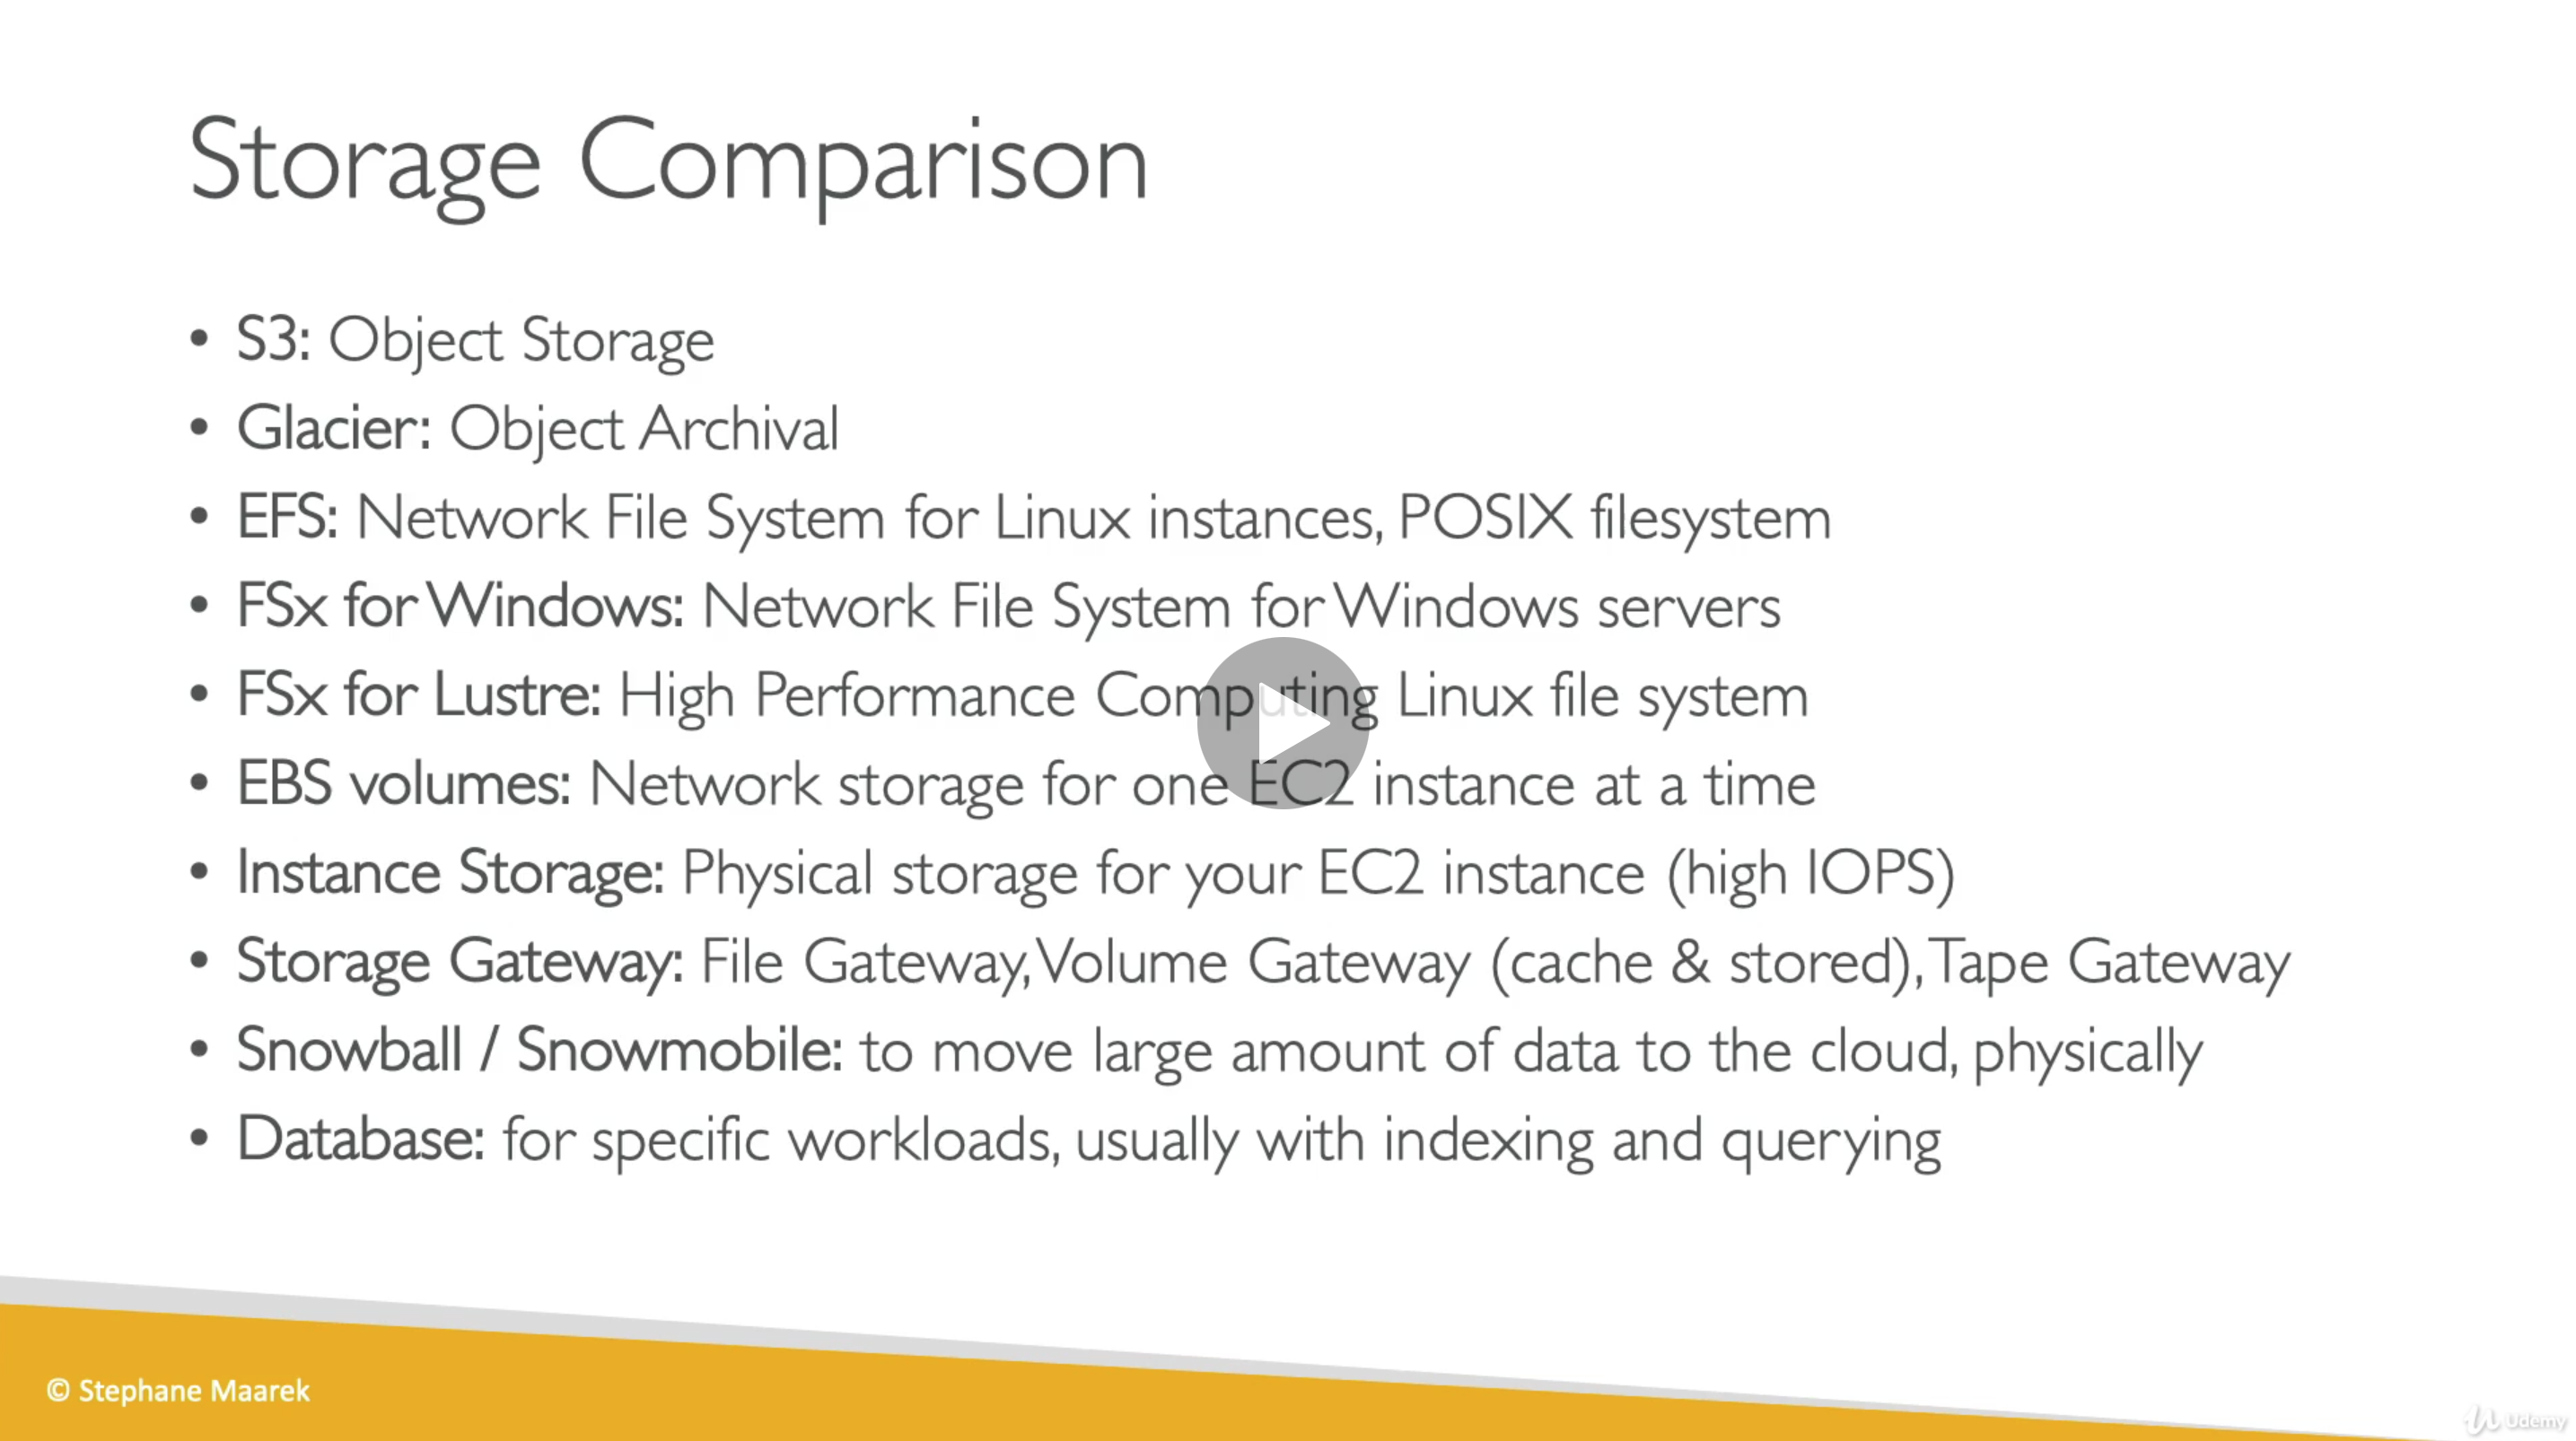 Storage Comparison
• S3: Object Storage
• Glacier: Object Archival
• EFS: Network File System for Linux instances, POSIX filesystem
• FSx for Windows: Network File System for Windows servers
• FSx for Lustre: High Performance Computing Linux file system
• EBS volumes: Network storage for one EC2 instance at a time
• Instance Storage: Physical storage for your EC2 instance (high IOPS)
• Storage Gateway: File Gateway, Volume Gateway (cache & stored), Tape Gateway
• Snowball / Snowmobile: to move large amount of data to the cloud, physically
• Database: for specific workloads, usually with indexing and querying
© Stephane Maarek
Udemy